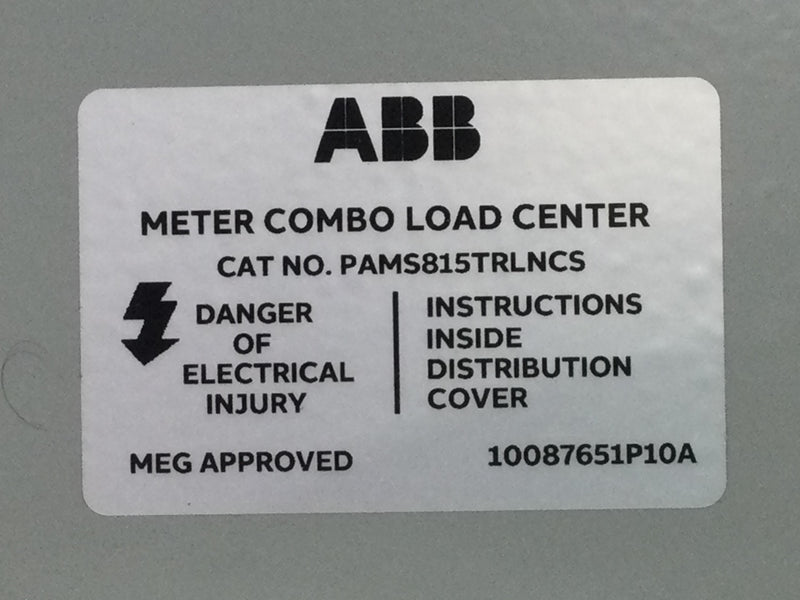 ABB
METER COMBO LOAD CENTER
CAT NO. PAMS815TRLNCS
DANGER
OF
ELECTRICAL
INJURY
INSTRUCTIONS
INSIDE
DISTRIBUTION
COVER
MEG APPROVED
10087651P10A